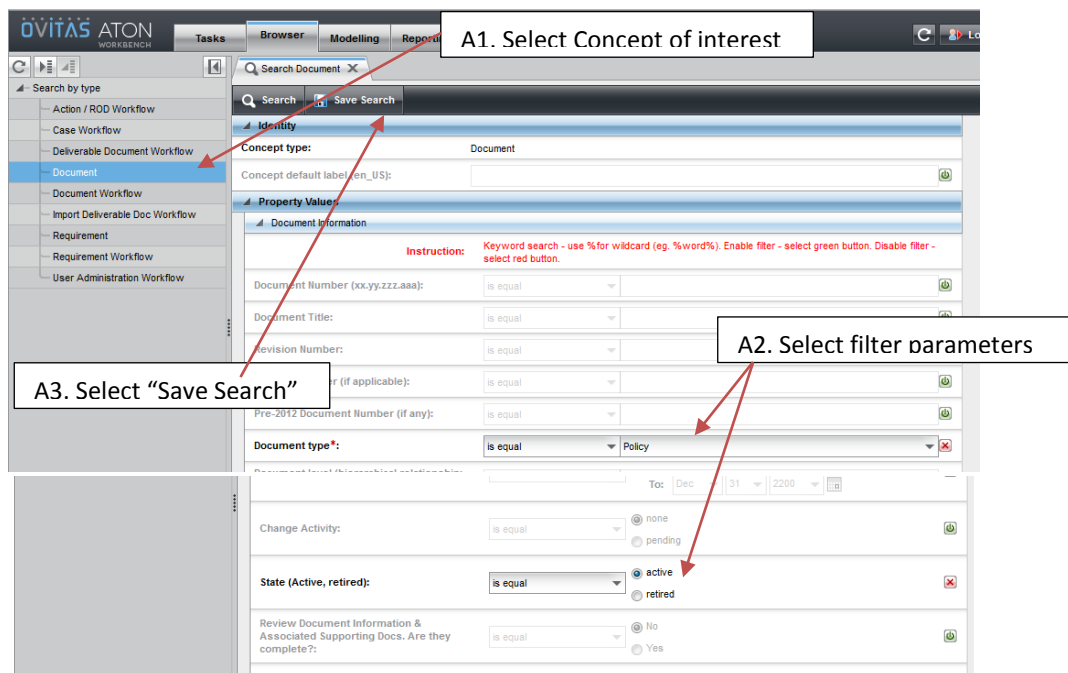 ÖVITAS ATON
WORKBENCH
Tasks
Browser
Modelling
A1. Select Concept of interest
Search Document
Search by type
Action / ROD Workflow
Case Workflow
Deliverable Document Workflow
Document
Document Workflow
Import Deliverable Doc Workflow
Requirement
Requirement Workflow
User Administration Workflow
Search
Save Search
Identity
Concept type:
Document
Concept default label (en_US):
Property Values
Document Information
Instruction:
Keyword search - use % for wildcard (eg. %word%). Enable filter - select green button. Disable filter -
select red button.
Document Number (xx.yy.zzz.aaa):
is equal
Document Title:
is equal
Revision Number:
is equal
A2. Select filter parameters
A3. Select “Save Search”
(if applicable):
is equal
Pre-2012 Document Number (if any):
is equal
Document type*:
is equal
Policy
To: Dec 31 2200
Change Activity:
is equal
none
pending
State (Active, retired):
is equal
active
retired
Review Document Information &
Associated Supporting Docs. Are they
complete?:
is equal
No
Yes